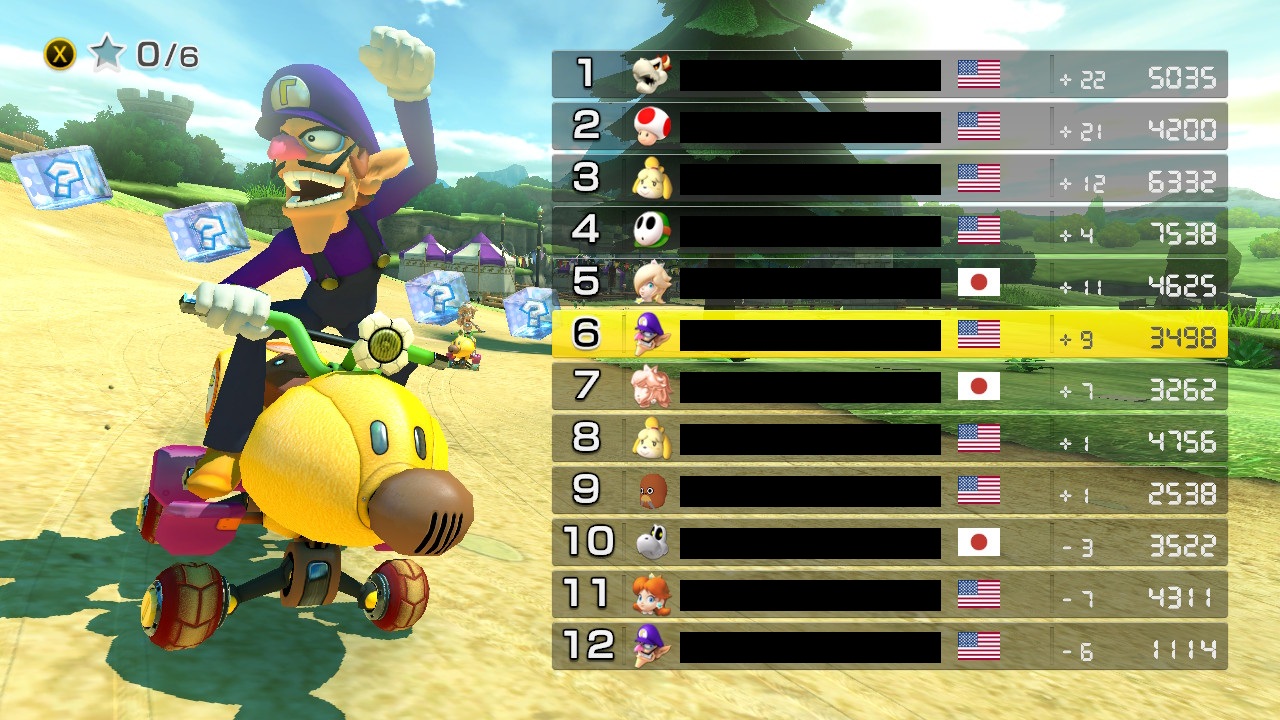 X 0/6
1 + 22 5035
2 + 21 4200
3 + 12 6332
4 + 4 7538
5 + 11 4625
6 + 9 3498
7 + 7 3262
8 + 1 4756
9 + 1 2538
10 - 3 3522
11 - 7 4311
12 - 6 1114